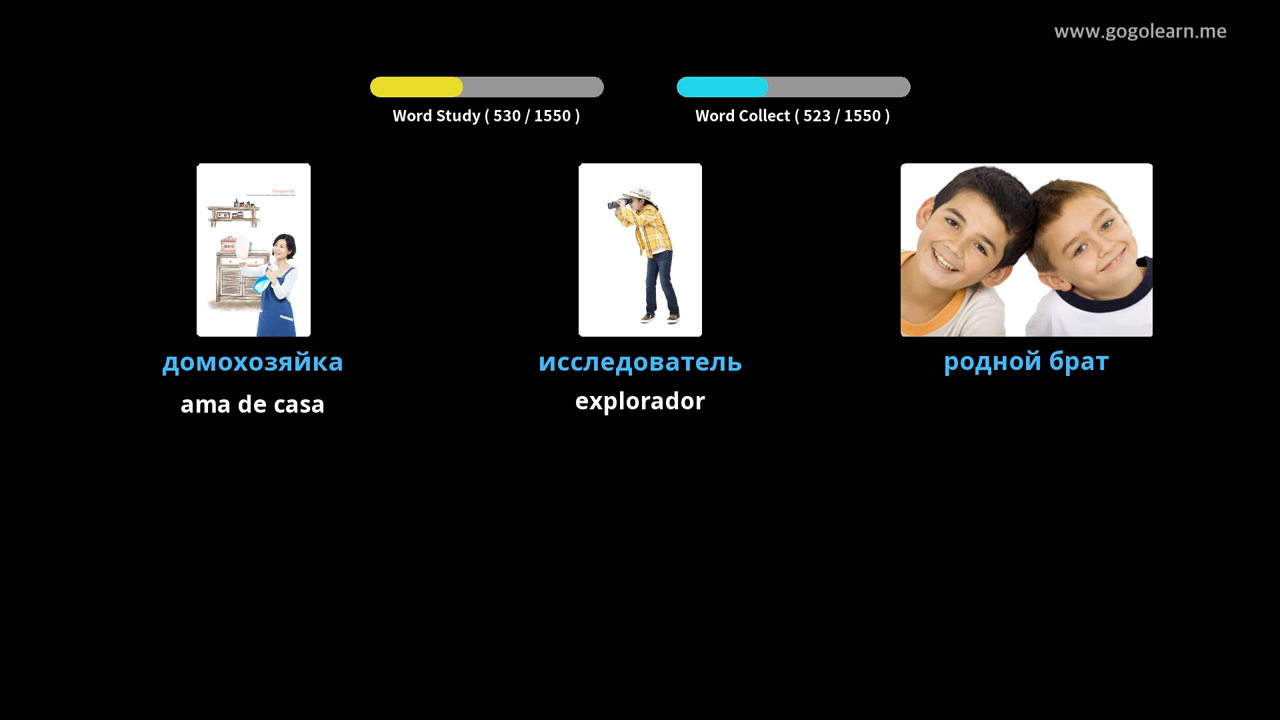 www.gogolearn.me
Word Study ( 530 / 1550 )
Word Collect ( 523 / 1550 )
домохозяйка
исследователь
родной брат
ama de casa
explorador